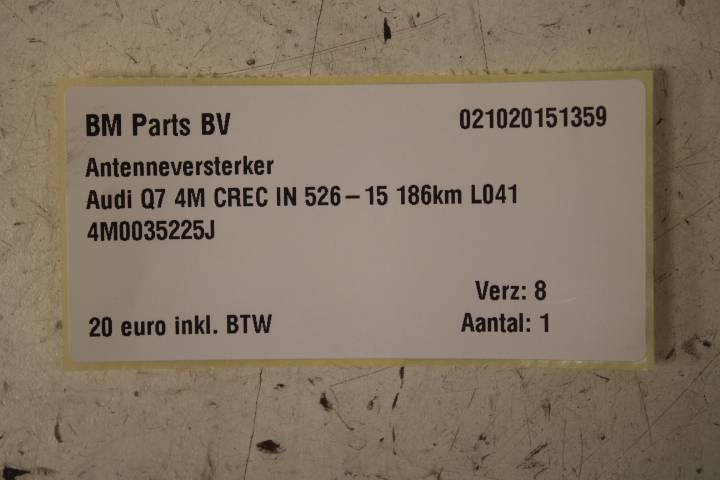 BM Parts BV 021020151359
Antenneversterker
Audi Q7 4M CREC IN 526-15 186km L041
4M0035225J
Verz: 8
20 euro inkl. BTW Aantal: 1